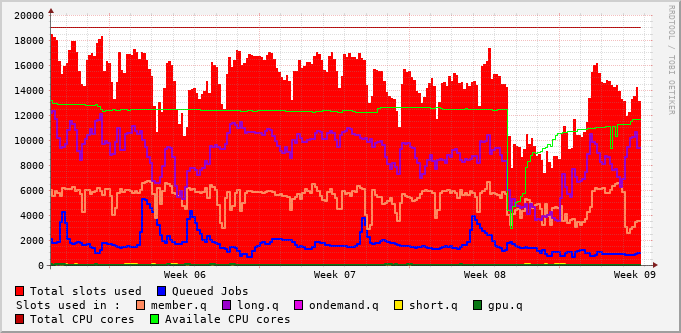 20000
18000
16000
14000
12000
10000
8000
6000
4000
2000
0
Week 06 Week 07 Week 08 Week 09
Total slots used Queued Jobs
Slots used in : member.q long.q ondemand.q short.q gpu.q
Total CPU cores Availale CPU cores
RRDTOOL / TOBI OETIKER